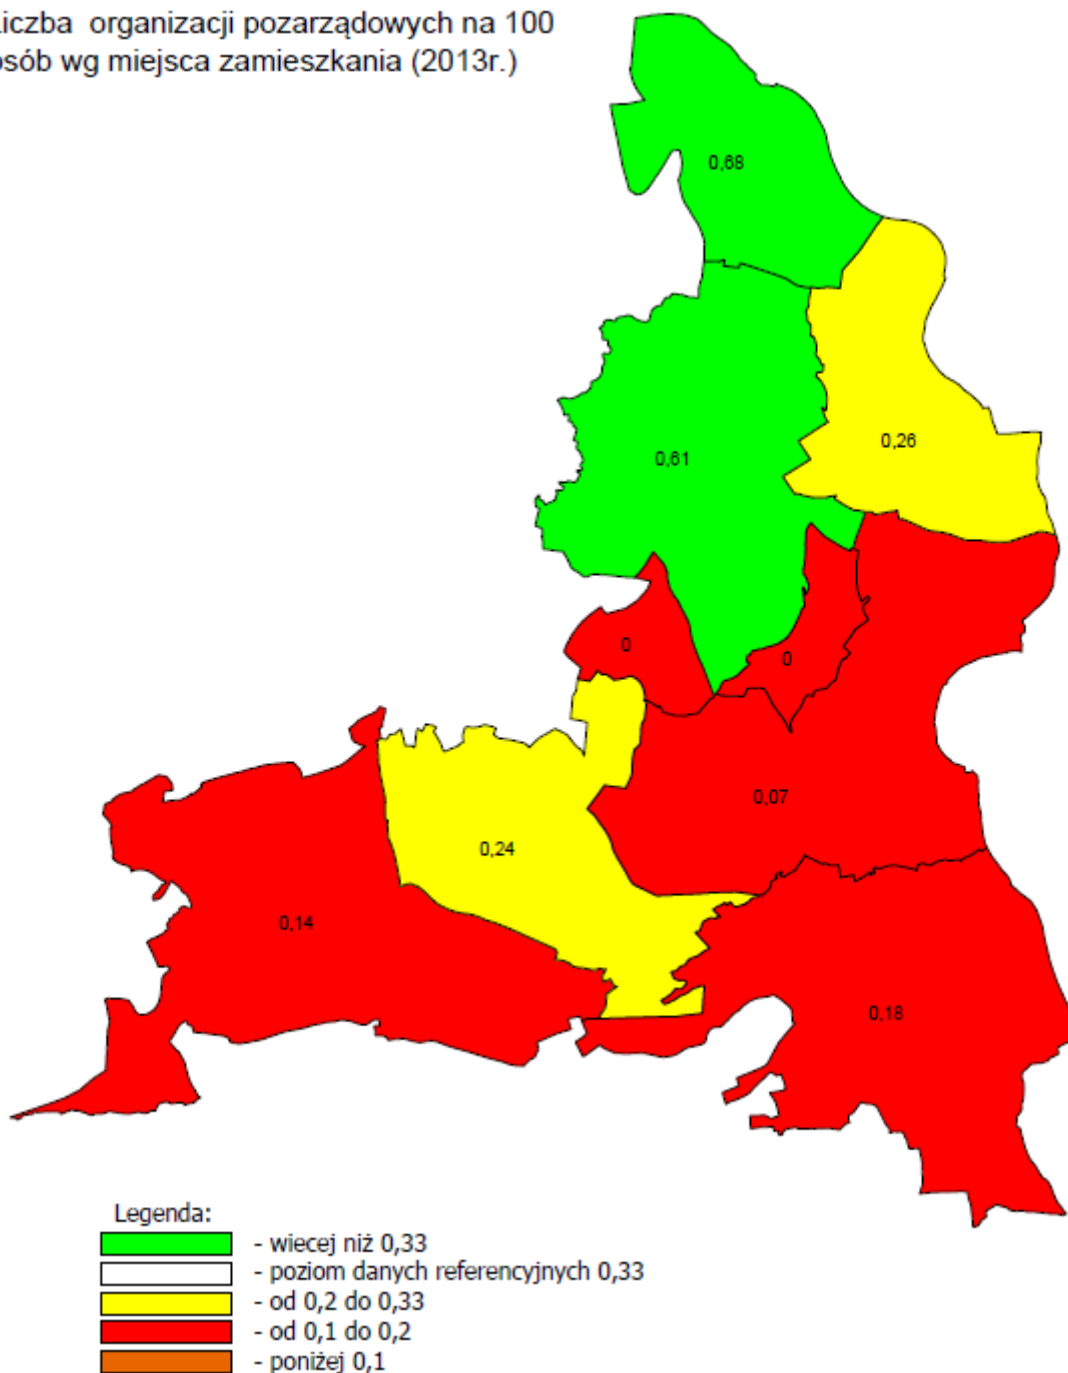 liczba organizacji pozarządowych na 100
osób wg miejsca zamieszkania (2013r.)
0,68
0,26
0,61
0
0
0,07
0,24
0,14
0,18
Legenda:
- wiecej niż 0,33
- poziom danych referencyjnych 0,33
- od 0,2 do 0,33
- od 0,1 do 0,2
- poniżej 0,1